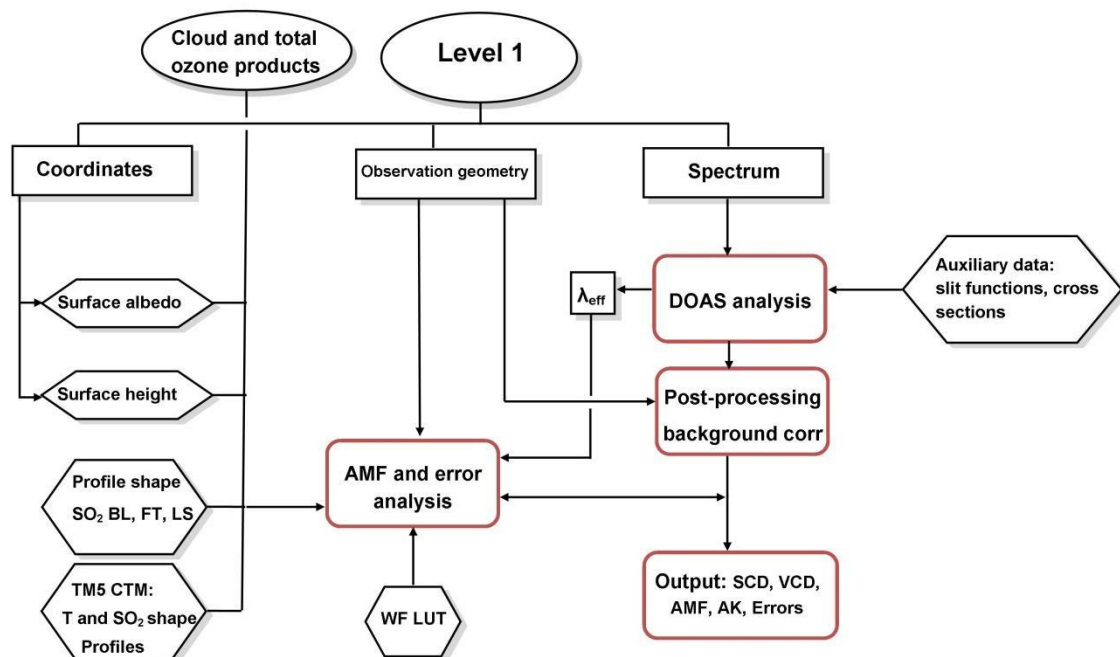 Cloud and total
ozone products
Level 1
Coordinates
Observation geometry
Spectrum
Surface albedo
λeff
DOAS analysis
Auxiliary data:
slit functions, cross
sections
Surface height
Post-processing
background corr
Profile shape
SO₂ BL, FT, LS
AMF and error
analysis
TM5 CTM:
T and SO₂ shape
Profiles
WF LUT
Output: SCD, VCD,
AMF, AK, Errors